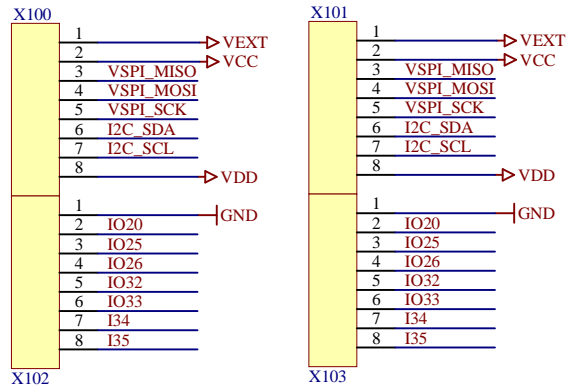 X100
1 VEXT
2 VCC
3 VSPI_MISO
4 VSPI_MOSI
5 VSPI_SCK
6 I2C_SDA
7 I2C_SCL
8 VDD
1 GND
2 IO20
3 IO25
4 IO26
5 IO32
6 IO33
7 I34
8 I35
X102
X101
1 VEXT
2 VCC
3 VSPI_MISO
4 VSPI_MOSI
5 VSPI_SCK
6 I2C_SDA
7 I2C_SCL
8 VDD
1 GND
2 IO20
3 IO25
4 IO26
5 IO32
6 IO33
7 I34
8 I35
X103